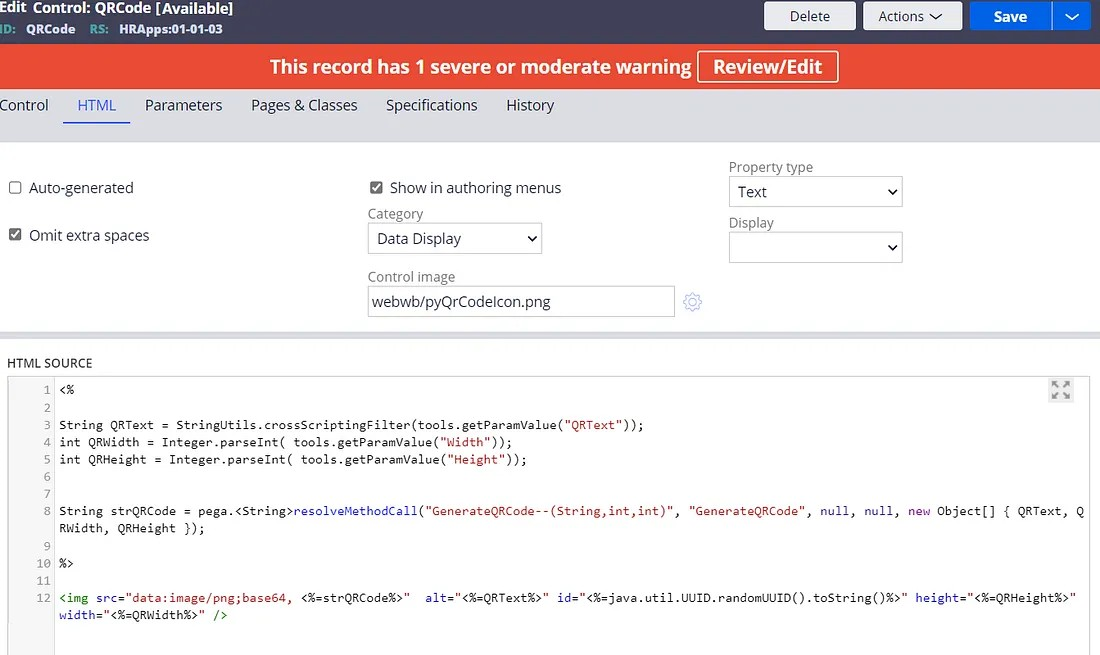 Edit Control: QRCode [Available]
ID: QRCode RS: HRApps:01-01-03
Delete
Actions
Save
This record has 1 severe or moderate warning Review/Edit
Control HTML Parameters Pages & Classes Specifications History
Auto-generated
Omit extra spaces
Show in authoring menus
Category
Data Display
Control image
webwb/pyQrCodeIcon.png
Property type
Text
Display
HTML SOURCE
1 <%
2
3 String QRText = StringUtils.crossScriptingFilter(tools.getParamValue("QRText"));
4 int QRWidth = Integer.parseInt( tools.getParamValue("Width"));
5 int QRHeight = Integer.parseInt( tools.getParamValue("Height"));
6
7
8 String strQRCode = pega.<String>resolveMethodCall("GenerateQRCode--(String,int,int)", "GenerateQRCode", null, null, new Object[] { QRText, Q
RWidth, QRHeight });
9
10 %>
11
12 <img src="data:image/png;base64, <%=strQRCode%>" alt="<%=QRText%>" id="<%=java.util.UUID.randomUUID().toString()%>" height="<%=QRHeight%>"
width="<%=QRWidth%>" />